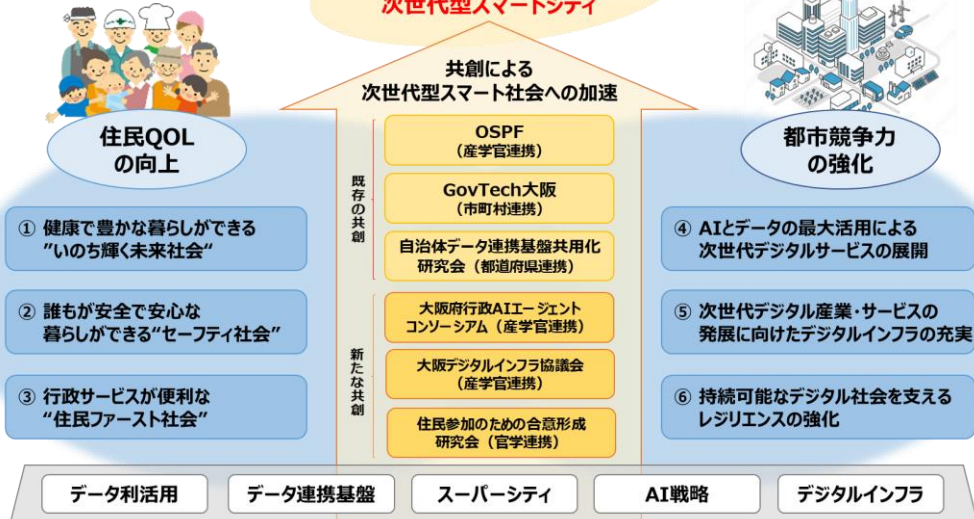 次世代型スマートシティ
共創による
次世代型スマート社会への加速
住民QOL
の向上
① 健康で豊かな暮らしができる
”いのち輝く未来社会“
② 誰もが安全で安心な
暮らしができる“セーフティ社会”
③ 行政サービスが便利な
“住民ファースト社会”
既存の共創
OSPF
(産学官連携)
GovTech大阪
(市町村連携)
自治体データ連携基盤共用化
研究会（都道府県連携）
新たな共創
大阪府行政AIエージェント
コンソーシアム（産学官連携）
大阪デジタルインフラ協議会
（産学官連携）
住民参加のための合意形成
研究会（官学連携）
都市競争力
の強化
④ AIとデータの最大活用による
次世代デジタルサービスの展開
⑤ 次世代デジタル産業・サービスの
発展に向けたデジタルインフラの充実
⑥ 持続可能なデジタル社会を支える
レジリエンスの強化
データ利活用
データ連携基盤
スーパーシティ
AI戦略
デジタルインフラ